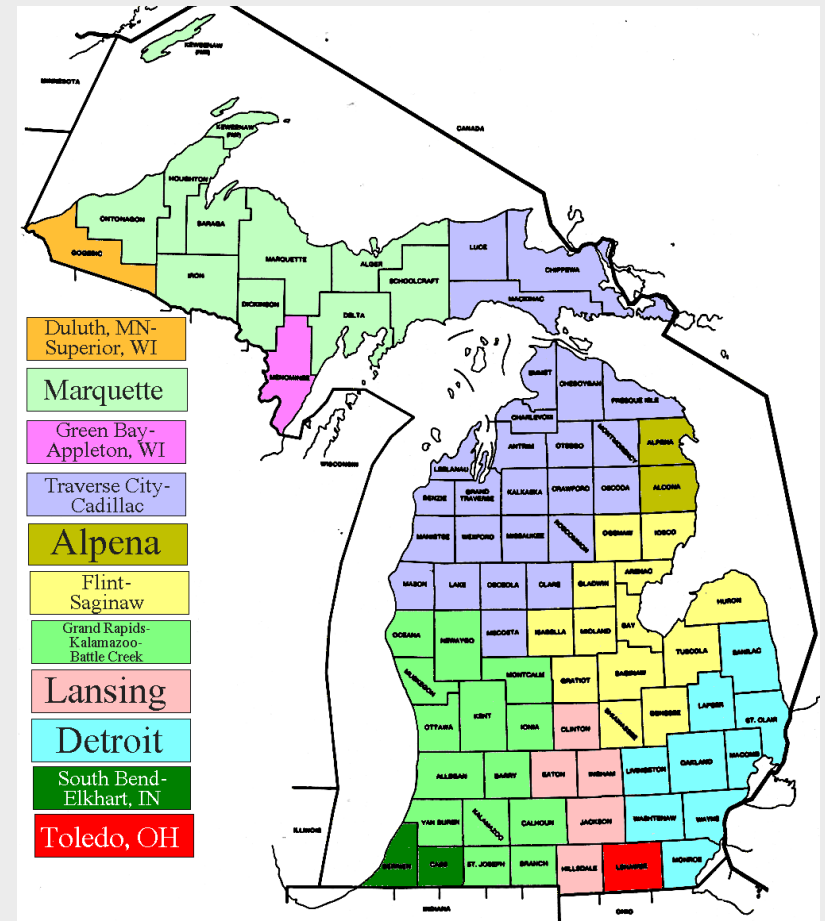 KEWEENAW
(PART)
MINNESOTA
CANADA
KEWEENAW
(PART)
HOUGHTON
ONTONAGON
BARAGA
GOGEBIC
MARQUETTE
LUCE
CHIPPEWA
ALGER
SCHOOLCRAFT
IRON
DICKINSON
MACKINAC
DELTA
MENOMINEE
WISCONSIN
Duluth, MN-
Superior, WI
Marquette
Green Bay-
Appleton, WI
Traverse City-
Cadillac
Alpena
Flint-
Saginaw
Grand Rapids-
Kalamazoo-
Battle Creek
Lansing
Detroit
South Bend-
Elkhart, IN
Toledo, OH
EMMET
CHEBOYGAN
PRESQUE ISLE
CHARLEVOIX
ANTRIM
OTSEGO
MONTMORENCY
ALPENA
LEELANAU
BENZIE
GRAND
TRAVERSE
KALKASKA
CRAWFORD
OSCODA
ALCONA
MANISTEE
WEXFORD
MISSAUKEE
ROSCOMMON
OGEMAW
IOSCO
ARENAC
MASON
LAKE
OSCEOLA
CLARE
GLADWIN
HURON
OCEANA
NEWAYGO
MECOSTA
ISABELLA
MIDLAND
BAY
TUSCOLA
SANILAC
MUSKEGON
MONTCALM
GRATIOT
SAGINAW
OTTAWA
KENT
IONIA
CLINTON
SHIAWASSEE
GENESEE
LAPEER
ST. CLAIR
ALLEGAN
BARRY
EATON
INGHAM
LIVINGSTON
OAKLAND
MACOMB
VAN BUREN
KALAMAZOO
CALHOUN
JACKSON
WASHTENAW
WAYNE
ILLINOIS
BERRIEN
CASS
ST. JOSEPH
BRANCH
HILLSDALE
LENAWEE
MONROE
INDIANA
OHIO